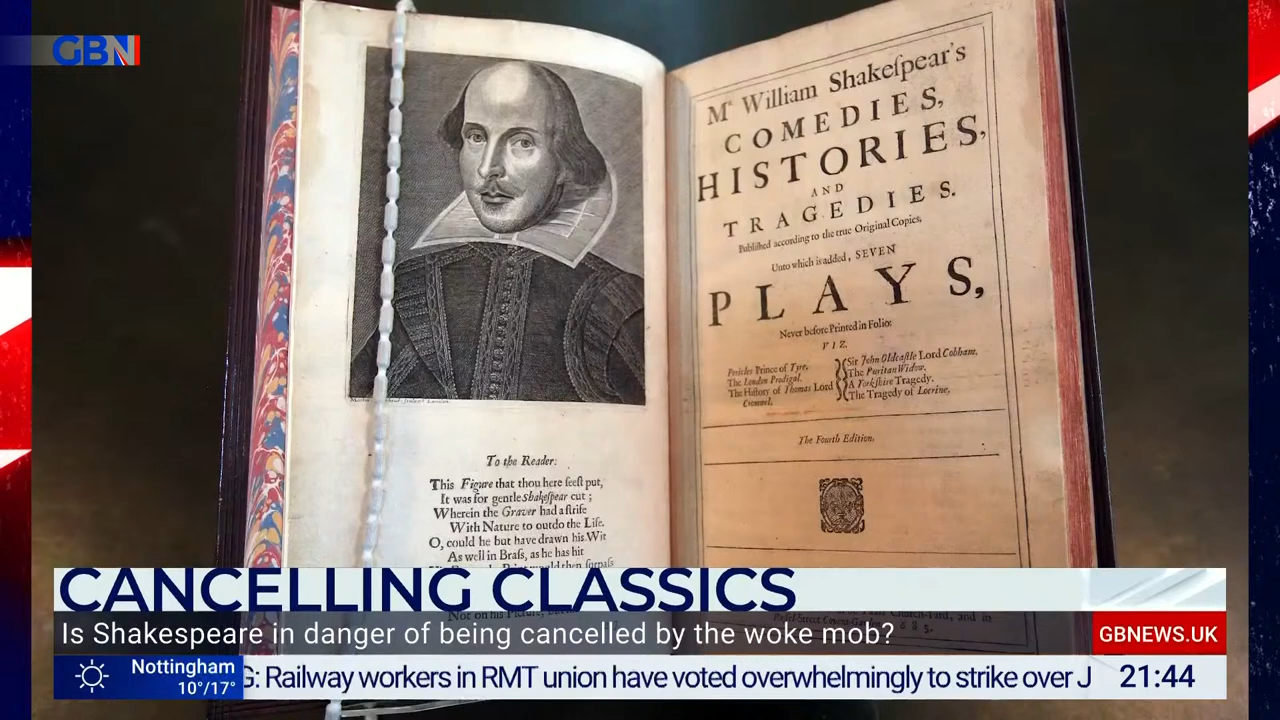 GBN
Mr William Shakeſpear's
COMEDIES,
HISTORIES,
AND
TRAGEDIES.
Publiſhed according to the true Original Copies,
Unto which is added, SEVEN
PLAYS,
Never before Printed in Folio:
VIZ.
Pericles Prince of Tyre.
The London Prodigal.
The Hiſtory of Thomas Lord
Cromwel.
Sir John Oldcaſtle Lord Cobham.
The Puritan Widow.
A Yorkſhire Tragedy.
The Tragedy of Locrine.
The Fourth Edition.
To the Reader:
This Figure that thou here ſeeſt put,
It was for gentle Shakeſpear cut;
Wherein the Graver had a ſtrife
With Nature to outdo the Life.
O, could he but have drawn his Wit
As well in Braſs, as he has hit
then ſurpaſs
Not on his Picture,
CANCELLING CLASSICS
Is Shakespeare in danger of being cancelled by the woke mob?
GBNEWS.UK
Nottingham
10°/17°
G: Railway workers in RMT union have voted overwhelmingly to strike over J
21:44